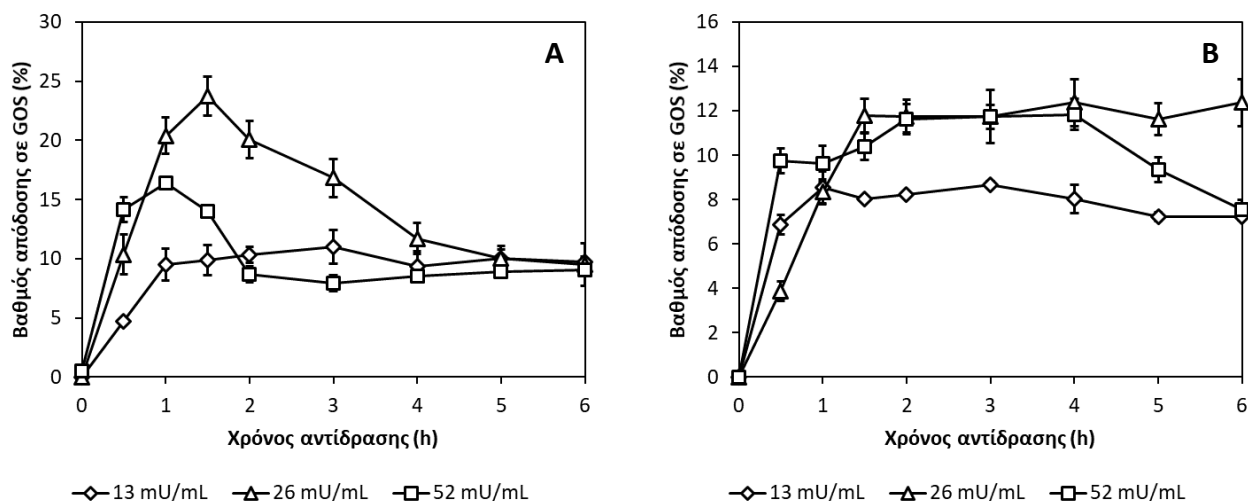 A
Βαθμός απόδοσης σε GOS (%)
30
25
20
15
10
5
0
0 1 2 3 4 5 6
Χρόνος αντίδρασης (h)
13 mU/mL 26 mU/mL 52 mU/mL
B
Βαθμός απόδοσης σε GOS (%)
16
14
12
10
8
6
4
2
0
0 1 2 3 4 5 6
Χρόνος αντίδρασης (h)
13 mU/mL 26 mU/mL 52 mU/mL